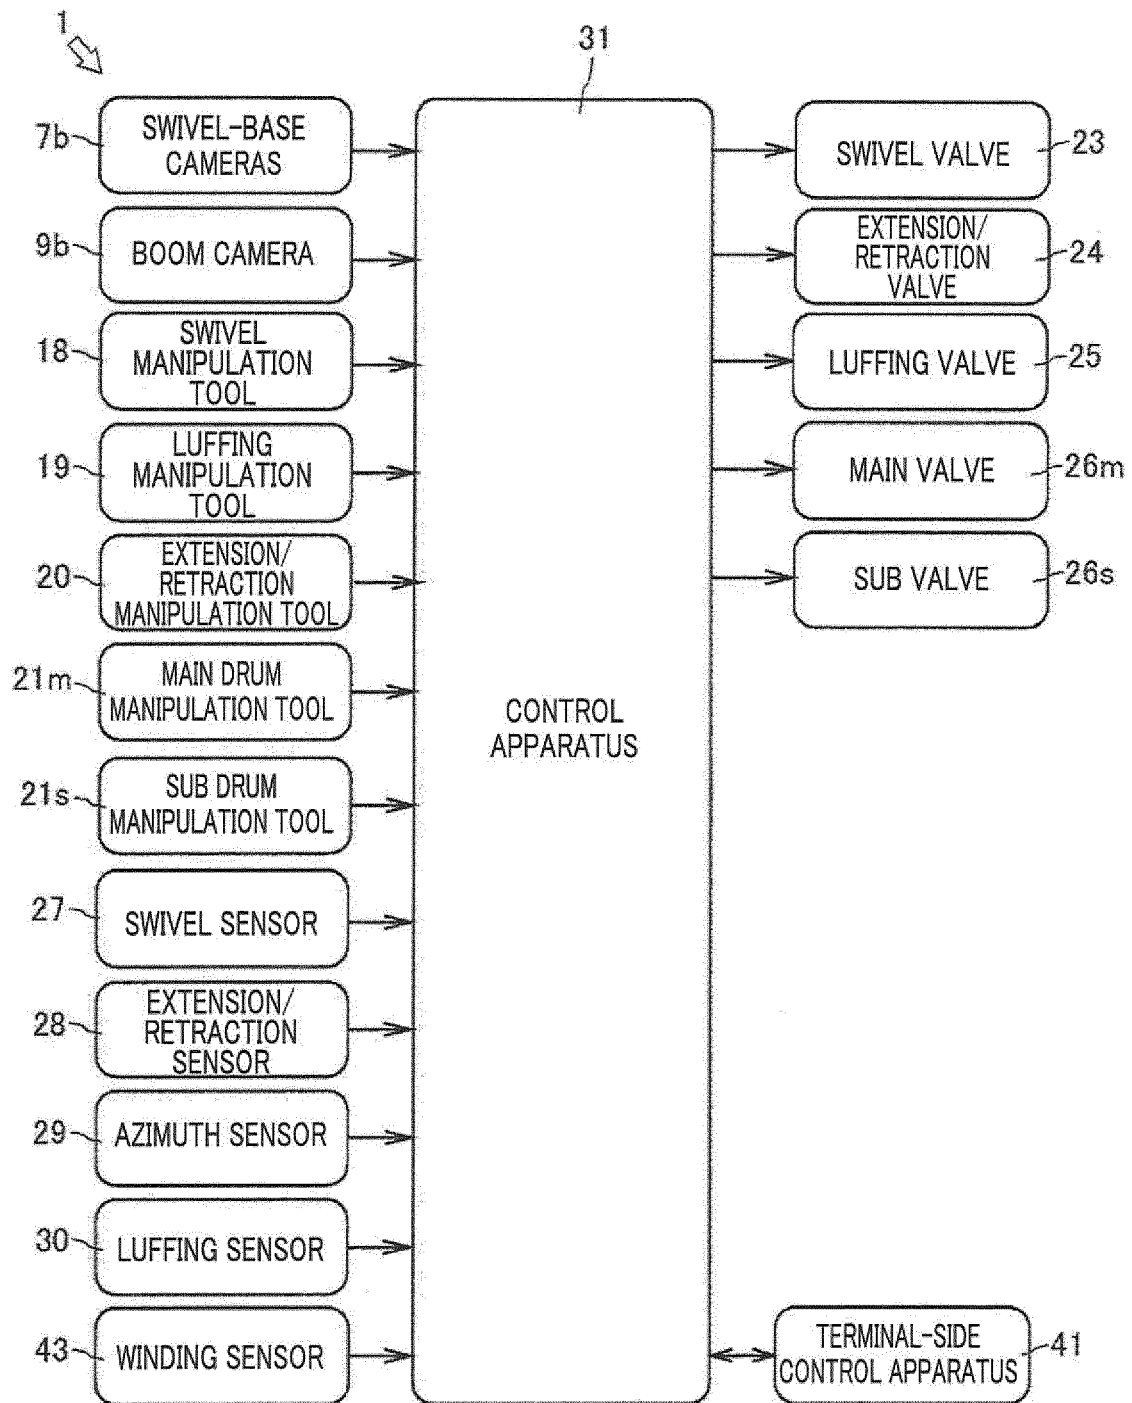 1
31
7b
SWIVEL-BASE
CAMERAS
9b
BOOM CAMERA
18
SWIVEL
MANIPULATION
TOOL
19
LUFFING
MANIPULATION
TOOL
20
EXTENSION/
RETRACTION
MANIPULATION TOOL
21m
MAIN DRUM
MANIPULATION TOOL
21s
SUB DRUM
MANIPULATION TOOL
27
SWIVEL SENSOR
28
EXTENSION/
RETRACTION
SENSOR
29
AZIMUTH SENSOR
30
LUFFING SENSOR
43
WINDING SENSOR
CONTROL
APPARATUS
SWIVEL VALVE
23
EXTENSION/
RETRACTION
VALVE
24
LUFFING VALVE
25
MAIN VALVE
26m
SUB VALVE
26s
TERMINAL-SIDE
CONTROL APPARATUS
41